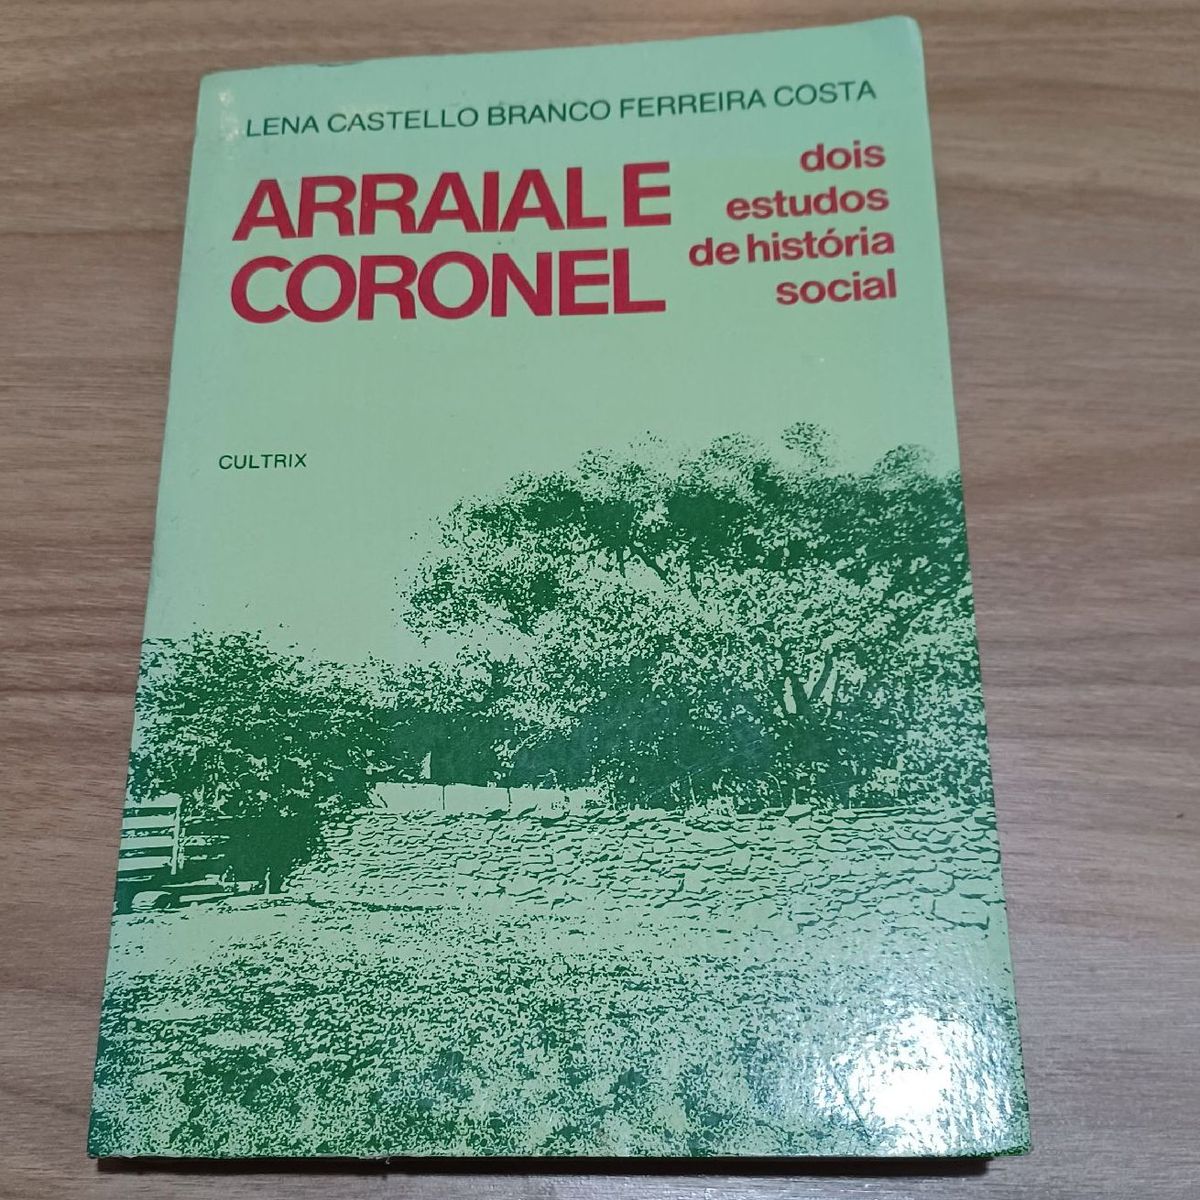 LENA CASTELLO BRANCO FERREIRA COSTA
ARRAIAL E
CORONEL
dois
estudos
de história
social
CULTRIX